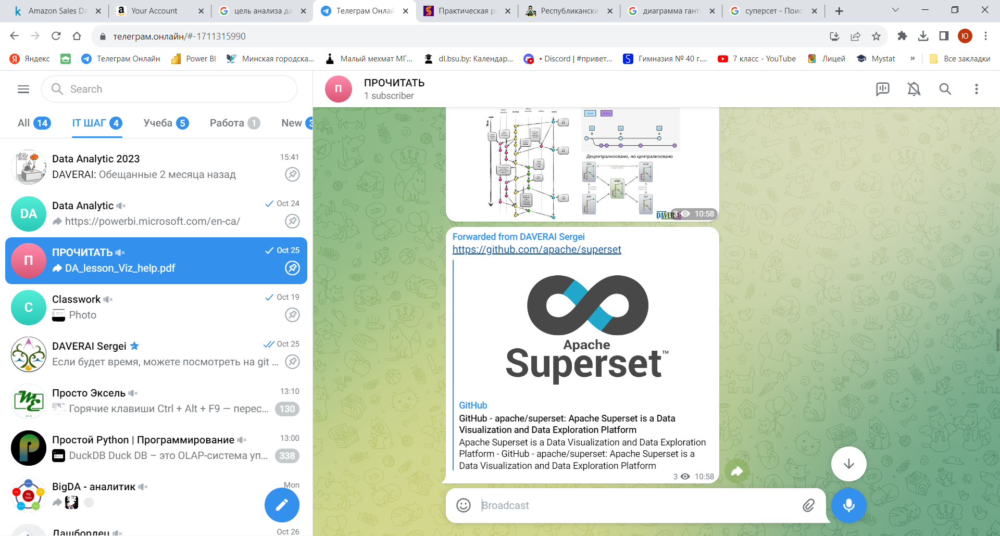 Amazon Sales Da
Your Account
цель анализа да
Телеграм Онлай
Практическая р
Республикански
диаграмма гант
суперсет - Поис
телеграм.онлайн/#-1711315990
Ю
Яндекс
Телеграм Онлайн
Power BI
Минская городска...
Малый мехмат МГ...
dl.bsu.by: Календар...
• Discord | #привет...
Гимназия № 40 г....
7 класс - YouTube
Лицей
Mystat
»
Все закладки
Search
All 14
IT ШАГ 4
Учеба 5
Работа 1
New 3
Data Analytic 2023
15:41
DAVERAI: Обещанные 2 месяца назад
DA
Data Analytic
Oct 24
https://powerbi.microsoft.com/en-ca/
П
ПРОЧИТАТЬ
Oct 25
DA_lesson_Viz_help.pdf
C
Classwork
Oct 19
Photo
DAVERAI Sergei
Oct 25
Если будет время, можете посмотреть на git ...
Просто Эксель
13:10
Горячие клавиши Ctrl + Alt + F9 — перес...
130
Простой Python | Программирование
13:00
DuckDB Duck DB – это OLAP-система уп...
338
BigDA - аналитик
Mon
Дашбордец
Oct 26
П
ПРОЧИТАТЬ
1 subscriber
Time
develop
Децентрализовано, но централизовано
origin
3 10:58
Forwarded from DAVERAI Sergei
https://github.com/apache/superset
Apache
Superset™
GitHub
GitHub - apache/superset: Apache Superset is a Data
Visualization and Data Exploration Platform
Apache Superset is a Data Visualization and Data Exploration
Platform - GitHub - apache/superset: Apache Superset is a
Data Visualization and Data Exploration Platform
3 10:58
Broadcast